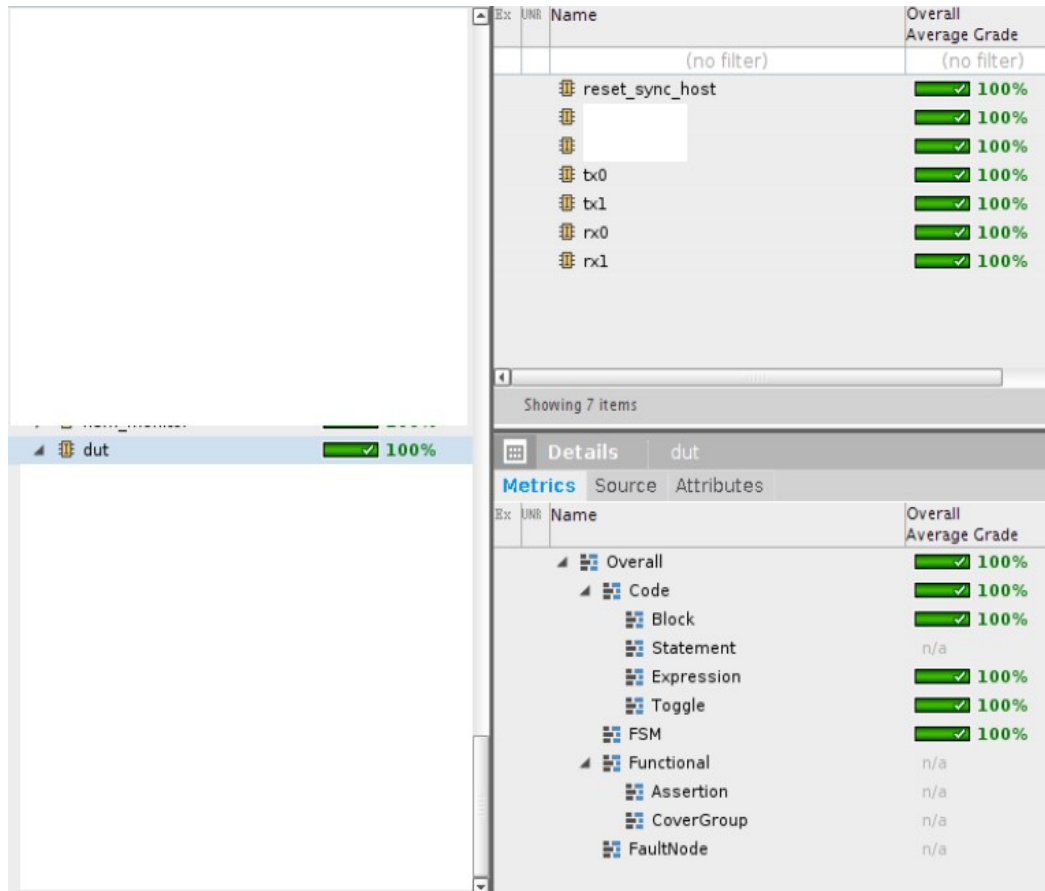 Ex UNR Name Overall Average Grade
(no filter) (no filter)
reset_sync_host 100%
100%
100%
tx0 100%
tx1 100%
rx0 100%
rx1 100%
Showing 7 items
dut 100%
Details dut
Metrics Source Attributes
Ex UNR Name Overall Average Grade
Overall 100%
Code 100%
Block 100%
Statement n/a
Expression 100%
Toggle 100%
FSM 100%
Functional n/a
Assertion n/a
CoverGroup n/a
FaultNode n/a